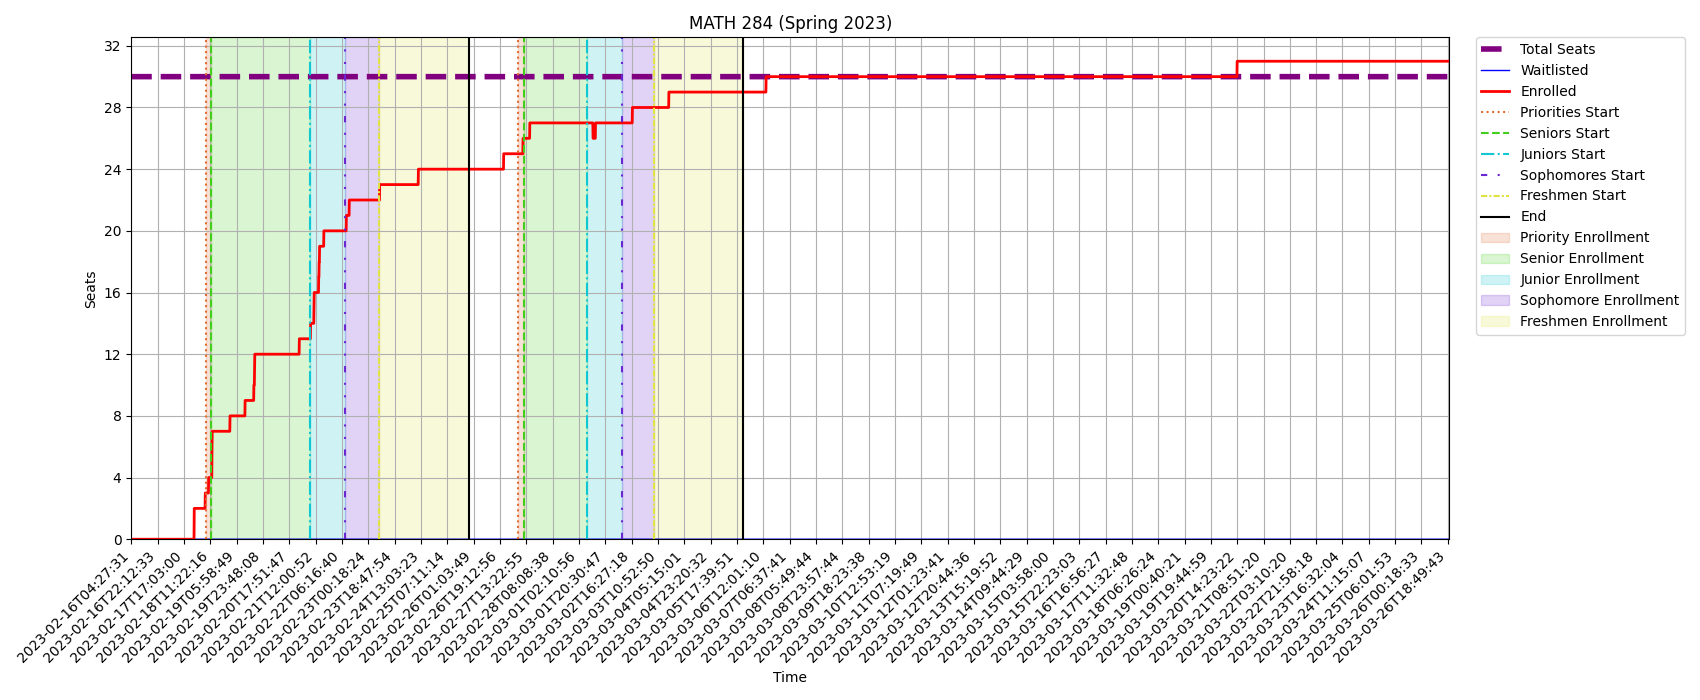 MATH 284 (Spring 2023)
Seats
32
28
24
20
16
12
8
4
0
2023-02-16T04:27:31
2023-02-16T22:12:33
2023-02-17T17:03:00
2023-02-18T11:22:16
2023-02-19T05:58:49
2023-02-19T23:48:08
2023-02-20T17:51:47
2023-02-21T12:00:52
2023-02-22T06:16:40
2023-02-23T00:18:24
2023-02-23T18:47:54
2023-02-24T13:03:23
2023-02-25T07:11:14
2023-02-26T01:03:49
2023-02-26T19:12:56
2023-02-27T13:22:55
2023-02-28T08:08:38
2023-03-01T02:10:56
2023-03-01T20:30:47
2023-03-02T16:27:18
2023-03-03T10:52:50
2023-03-04T05:15:01
2023-03-04T23:20:32
2023-03-05T17:39:51
2023-03-06T12:01:10
2023-03-07T06:37:41
2023-03-08T05:49:44
2023-03-08T23:57:44
2023-03-09T18:23:38
2023-03-10T12:53:19
2023-03-11T07:19:49
2023-03-12T01:23:41
2023-03-12T20:44:36
2023-03-13T15:19:52
2023-03-14T09:44:29
2023-03-15T03:58:00
2023-03-15T22:23:03
2023-03-16T16:56:27
2023-03-17T11:32:48
2023-03-18T06:26:24
2023-03-19T00:40:21
2023-03-19T19:44:59
2023-03-20T14:23:22
2023-03-21T08:51:20
2023-03-22T03:10:20
2023-03-22T21:58:18
2023-03-23T16:32:04
2023-03-24T11:15:07
2023-03-25T06:01:53
2023-03-26T00:18:33
2023-03-26T18:49:43
Time
Total Seats
Waitlisted
Enrolled
Priorities Start
Seniors Start
Juniors Start
Sophomores Start
Freshmen Start
End
Priority Enrollment
Senior Enrollment
Junior Enrollment
Sophomore Enrollment
Freshmen Enrollment